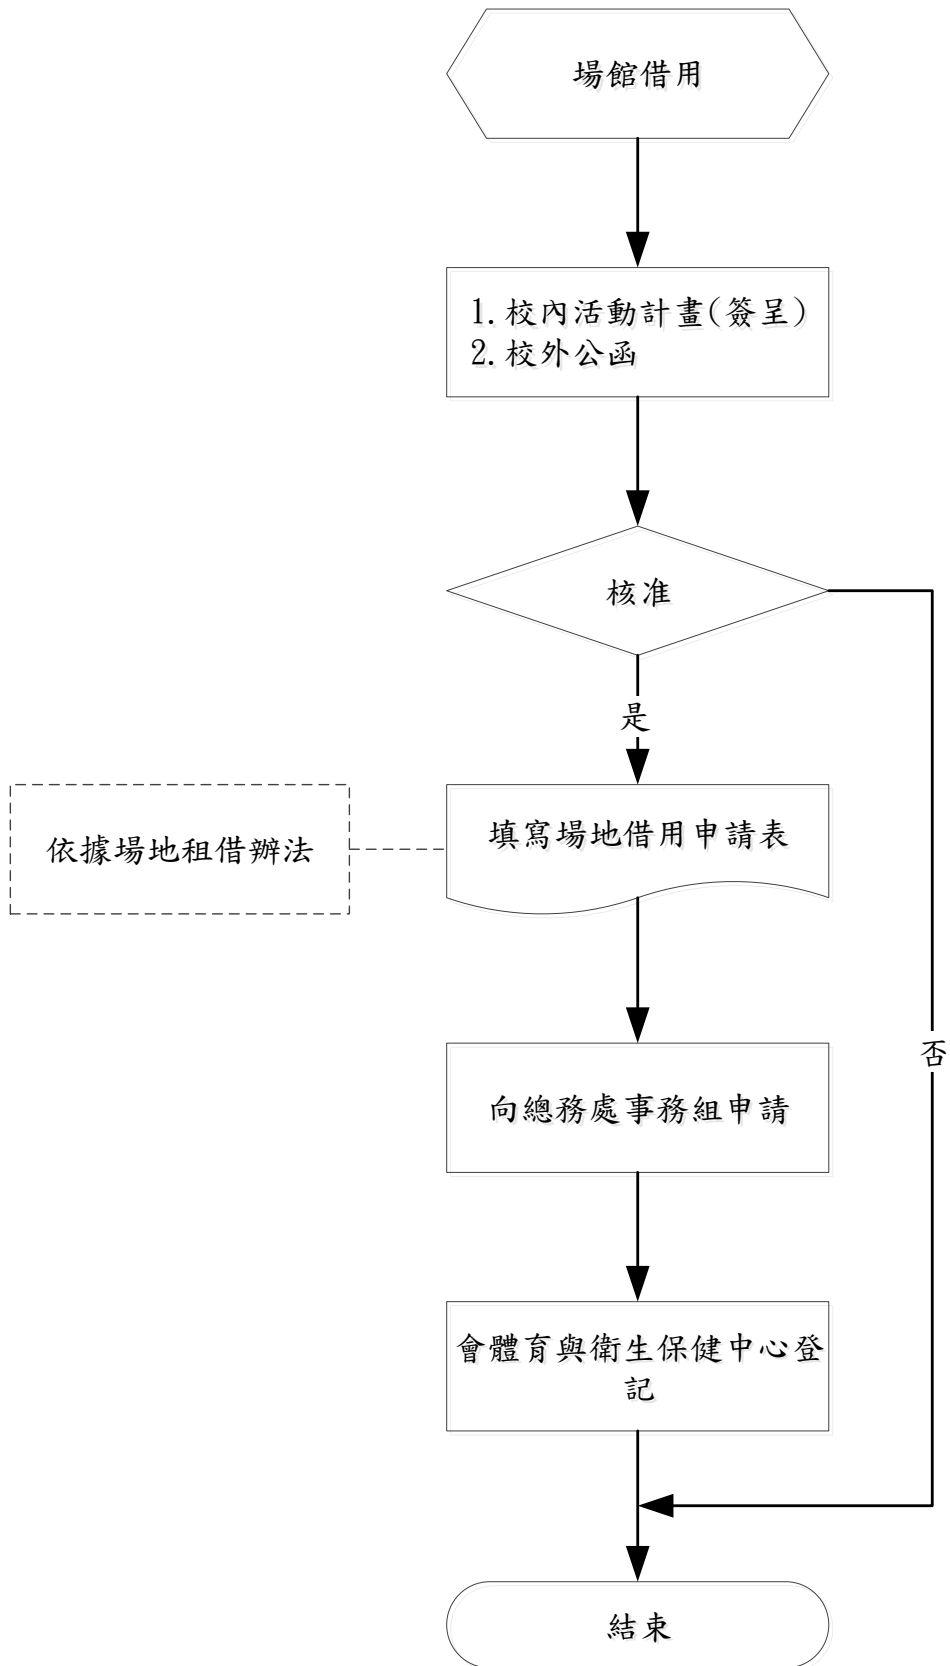 場館借用
1.校內活動計畫(簽呈)
2.校外公函
核准
是
依據場地租借辦法
填寫場地借用申請表
否
向總務處事務組申請
會體育與衛生保健中心登
記
結束